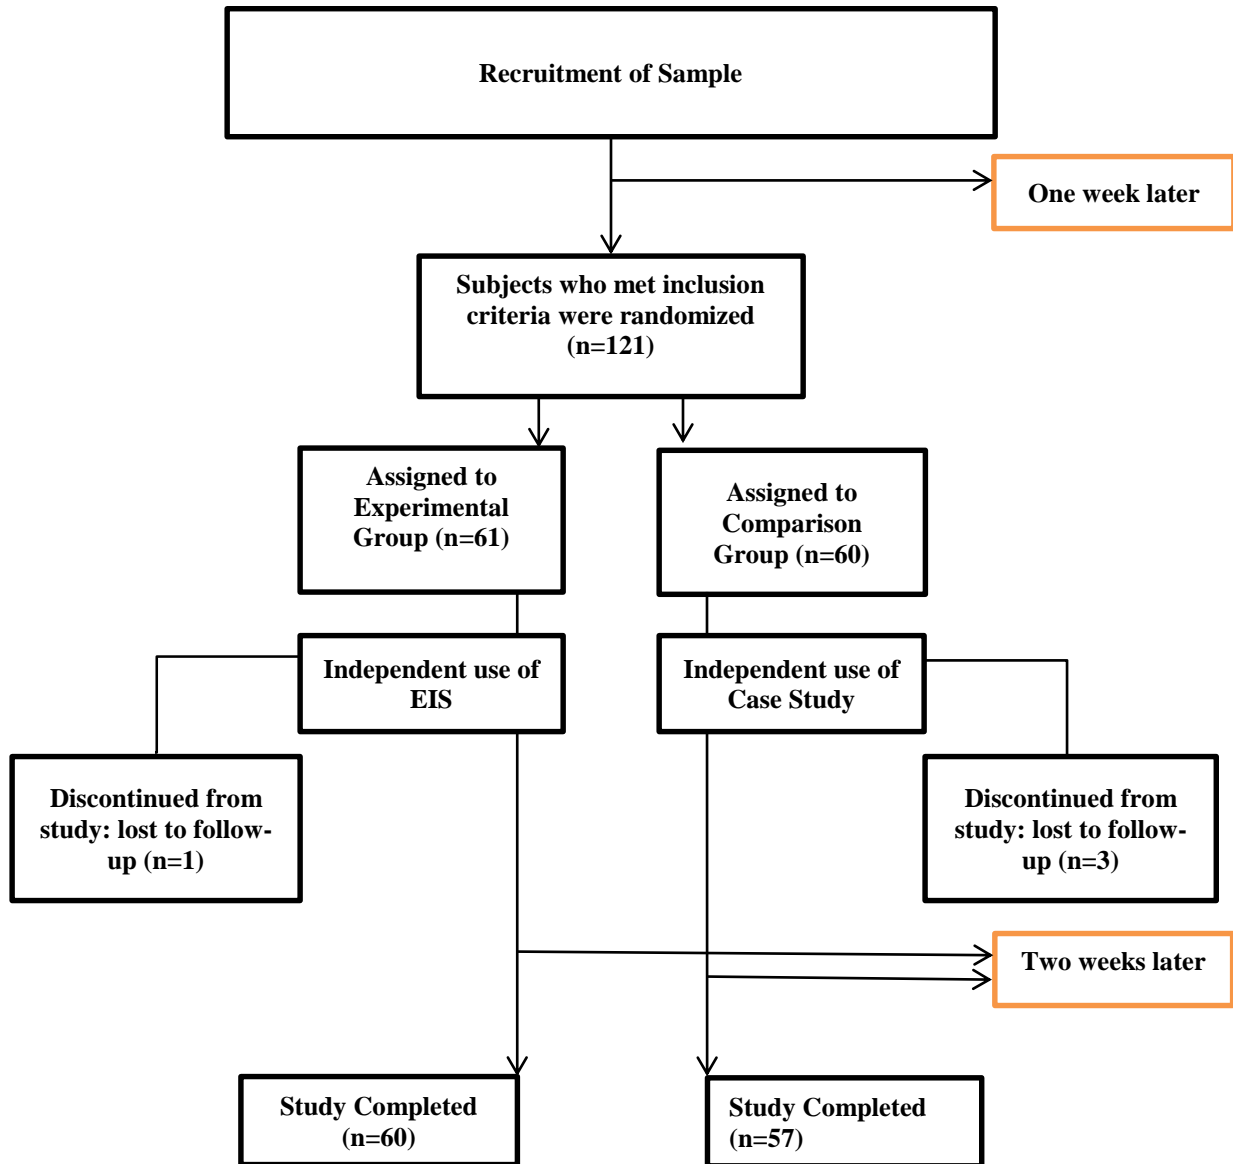 Recruitment of Sample
One week later
Subjects who met inclusion
criteria were randomized
(n=121)
Assigned to
Experimental
Group (n=61)
Assigned to
Comparison
Group (n=60)
Independent use of
EIS
Independent use of
Case Study
Discontinued from
study: lost to follow-
up (n=1)
Discontinued from
study: lost to follow-
up (n=3)
Two weeks later
Study Completed
(n=60)
Study Completed
(n=57)